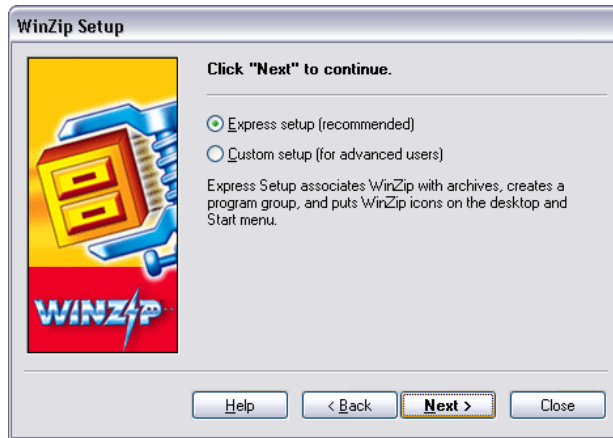 WinZip Setup
Click "Next" to continue.
Express setup (recommended)
Custom setup (for advanced users)
Express Setup associates WinZip with archives, creates a
program group, and puts WinZip icons on the desktop and
Start menu.
WINZIP
Help
< Back
Next >
Close